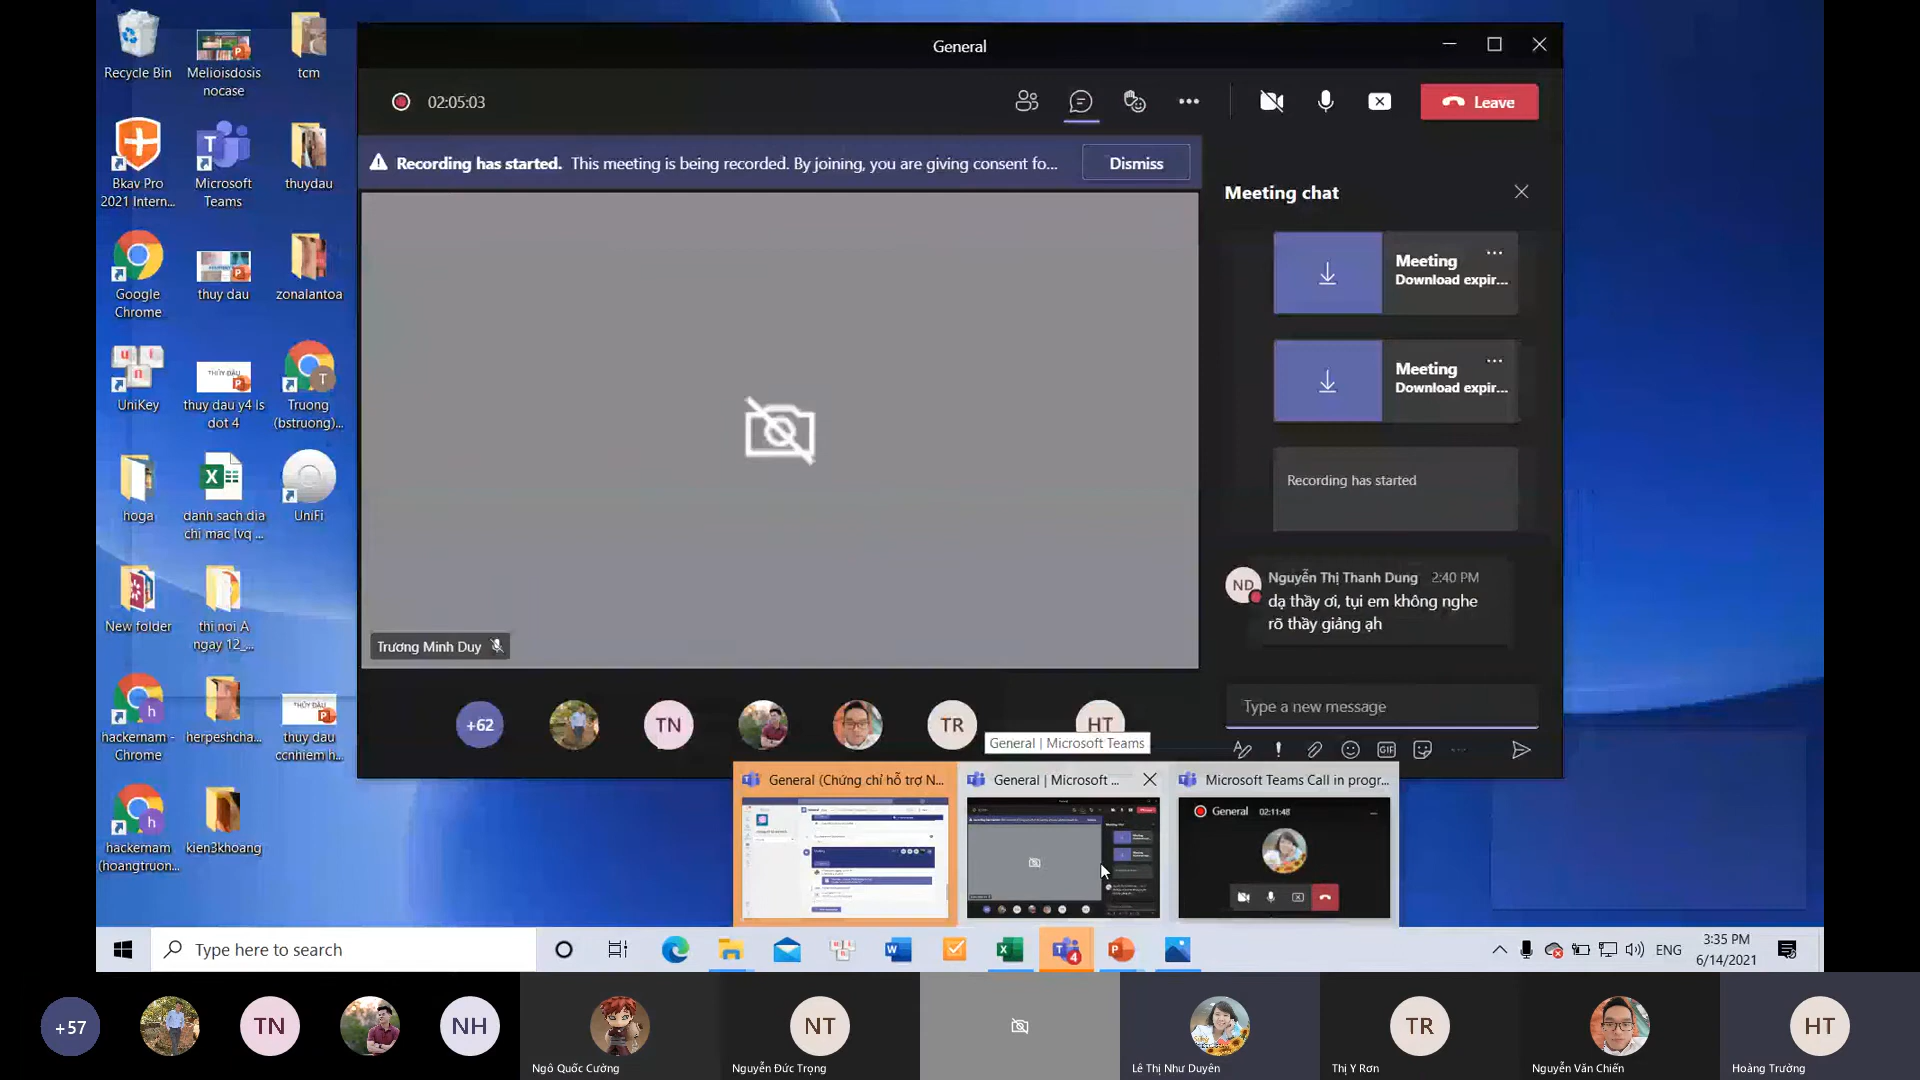 Recycle Bin
Melioisdosis
nocase
tcm
Bkav Pro
2021 Intern...
Microsoft
Teams
thuydau
Google
Chrome
thuy dau
zonalantoa
UniKey
THỦY ĐẬU
thuy dau y4 ls
dot 4
Truong
(bstruong)...
hoga
danh sach dia
chi mac lvq ...
UniFi
New folder
thi noi A
ngay 12_...
hackernam -
Chrome
herpeshcha...
THỦY ĐẬU
thuy dau
ccnhiem h...
hackernam
(hoangtruon...
kien3khoang
General
02:05:03
Leave
Recording has started. This meeting is being recorded. By joining, you are giving consent fo...
Dismiss
Trương Minh Duy
+62
TN
TR
HT
Meeting chat
Meeting
Download expir...
Meeting
Download expir...
Recording has started
ND
Nguyễn Thị Thanh Dung 2:40 PM
dạ thầy ơi, tụi em không nghe
rõ thầy giảng ạh
Type a new message
GIF
General | Microsoft Teams
General (Chứng chỉ hỗ trợ N...
General | Microsoft ...
Microsoft Teams Call in progr...
General 02:11:48
Type here to search
4
ENG
3:35 PM
6/14/2021
+57
TN
NH
NT
TR
HT
Ngô Quốc Cường
Nguyễn Đức Trọng
Lê Thị Như Duyên
Thị Y Rơn
Nguyễn Văn Chiến
Hoàng Trường